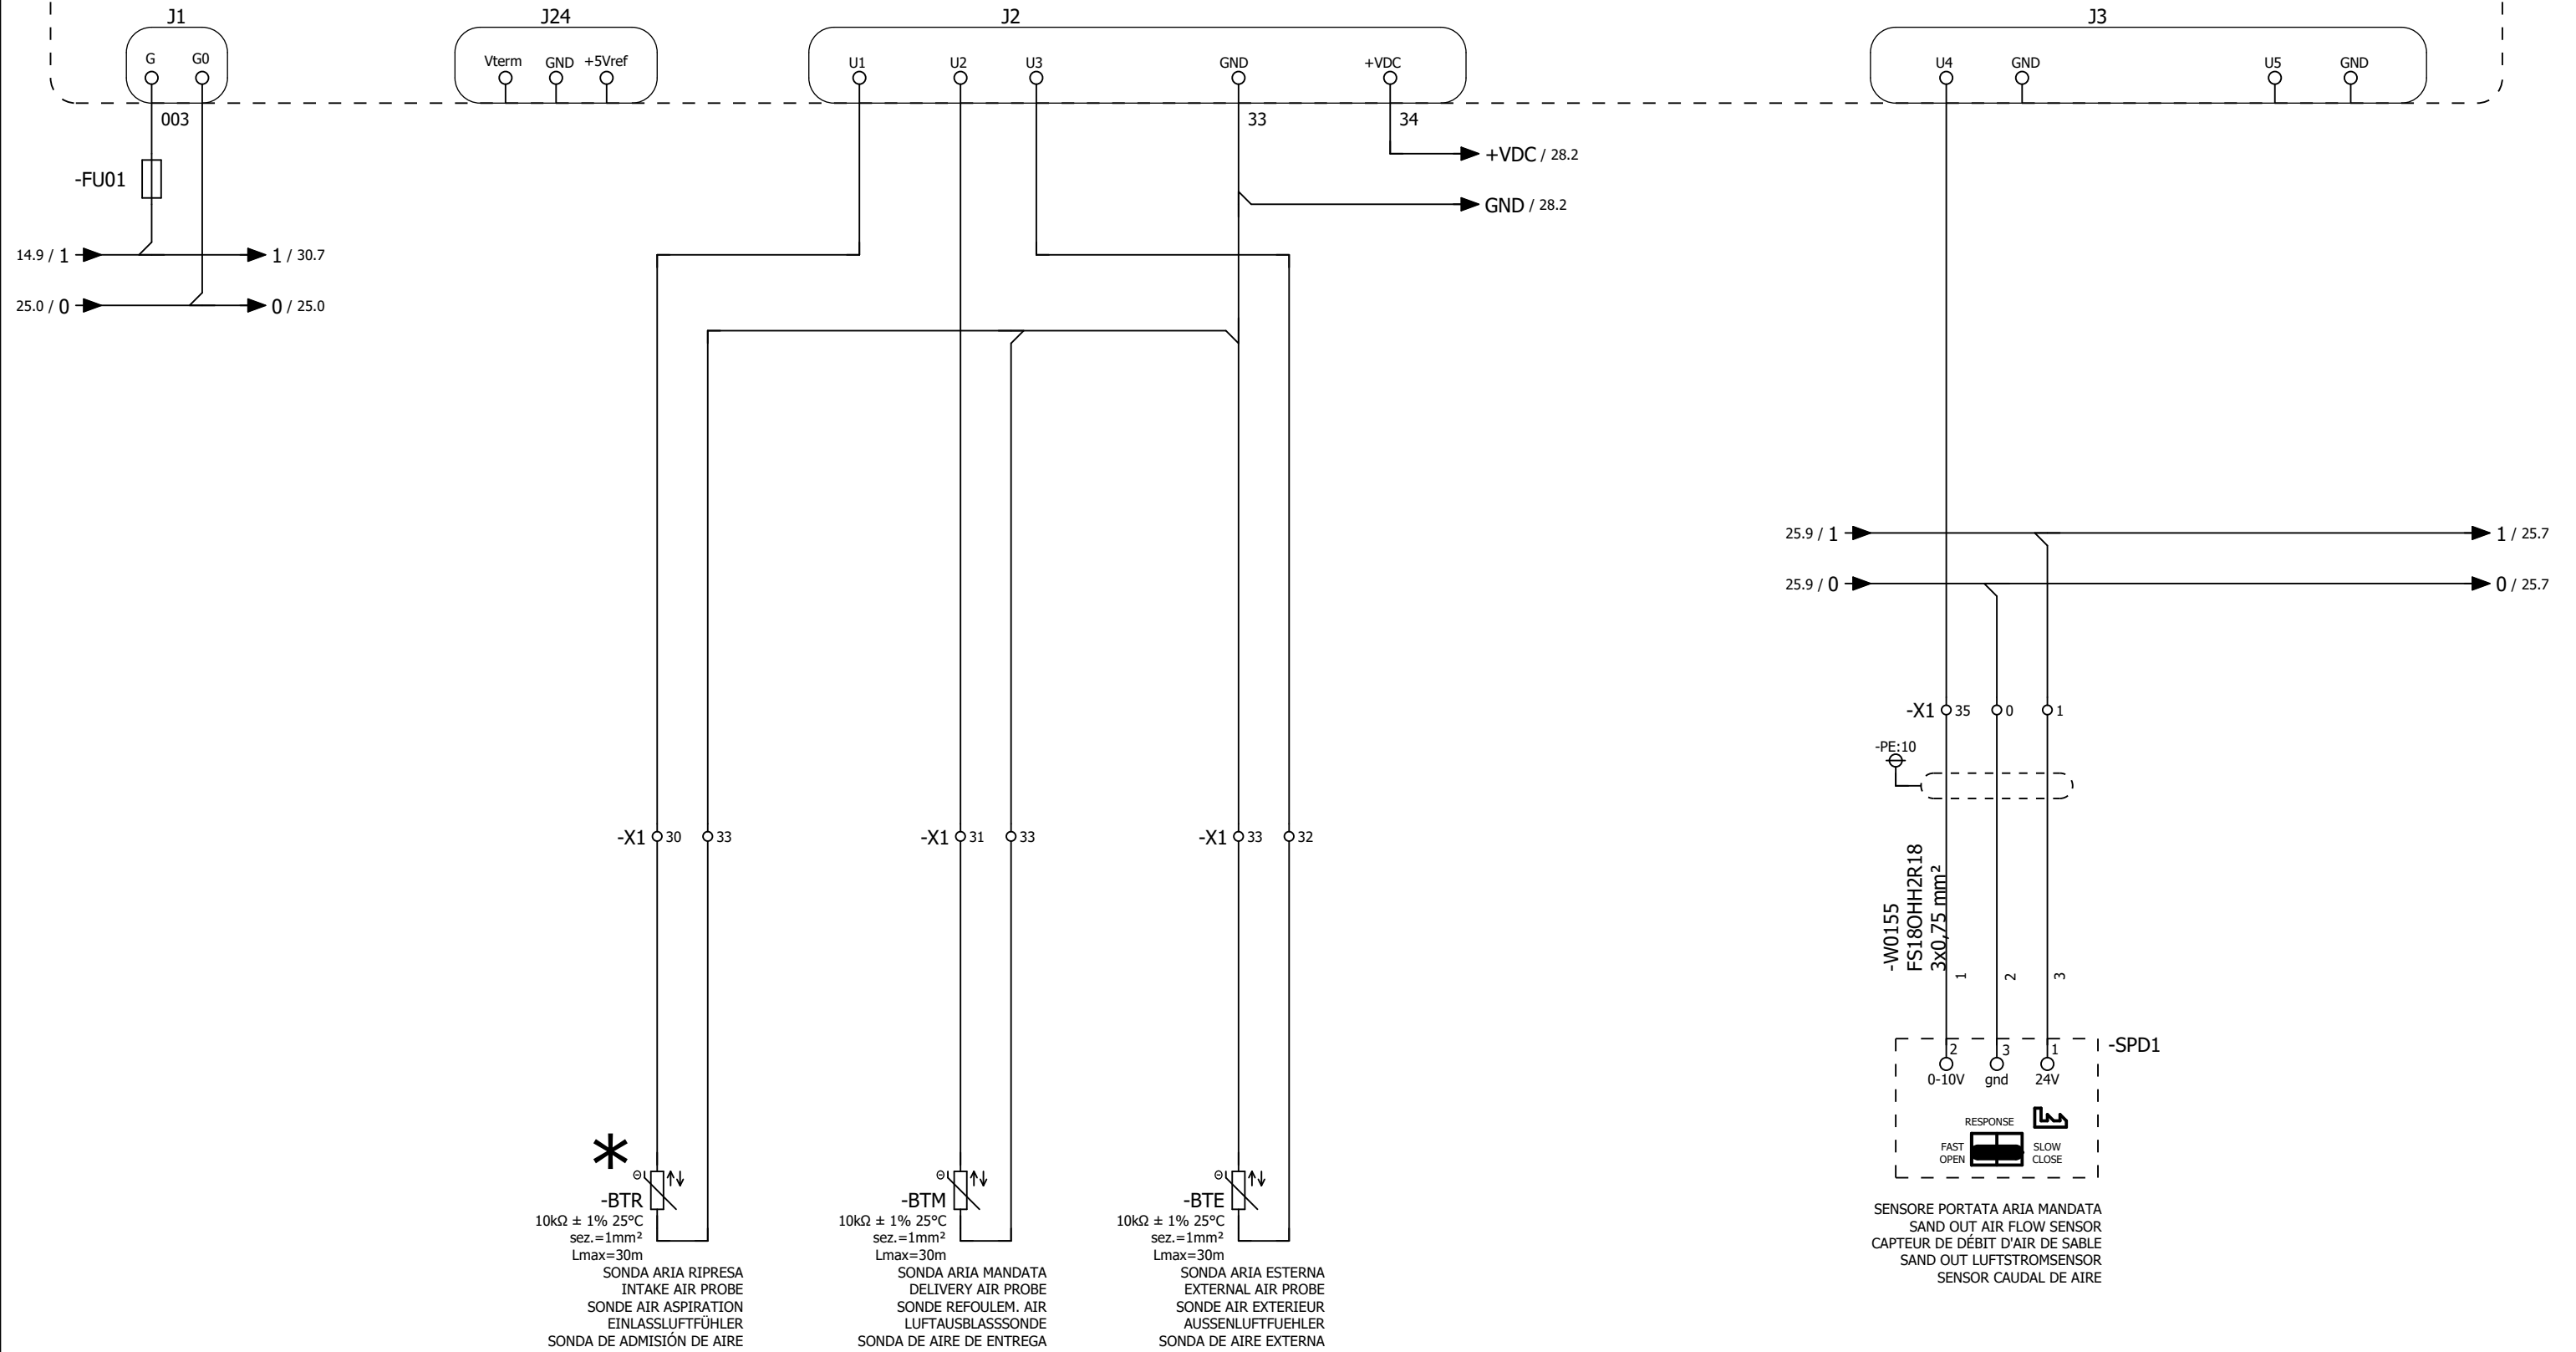 J1
J24
J2
J3
G G0
Vterm GND +5Vref
U1 U2 U3 GND +VDC
U4 GND U5 GND
003
33
34
+VDC / 28.2
-FU01
GND / 28.2
14.9 / 1
1 / 30.7
25.0 / 0
0 / 25.0
25.9 / 1
1 / 25.7
25.9 / 0
0 / 25.7
-X1 35 0 1
-PE:10
-X1 30 33
-X1 31 33
-X1 33 32
-W0155
FS18OHH2R18
3x0,75 mm²
1 2 3
-SPD1
2 3 1
0-10V gnd 24V
RESPONSE
FAST
OPEN
SLOW
CLOSE
*
-BTR
10kΩ ± 1% 25°C
sez.=1mm²
Lmax=30m
SONDA ARIA RIPRESA
INTAKE AIR PROBE
SONDE AIR ASPIRATION
EINLASSLUFTFÜHLER
SONDA DE ADMISIÓN DE AIRE
-BTM
10kΩ ± 1% 25°C
sez.=1mm²
Lmax=30m
SONDA ARIA MANDATA
DELIVERY AIR PROBE
SONDE REFOULEM. AIR
LUFTAUSBLASSSONDE
SONDA DE AIRE DE ENTREGA
-BTE
10kΩ ± 1% 25°C
sez.=1mm²
Lmax=30m
SONDA ARIA ESTERNA
EXTERNAL AIR PROBE
SONDE AIR EXTERIEUR
AUSSENLUFTFUEHLER
SONDA DE AIRE EXTERNA
SENSORE PORTATA ARIA MANDATA
SAND OUT AIR FLOW SENSOR
CAPTEUR DE DÉBIT D'AIR DE SABLE
SAND OUT LUFTSTROMSENSOR
SENSOR CAUDAL DE AIRE